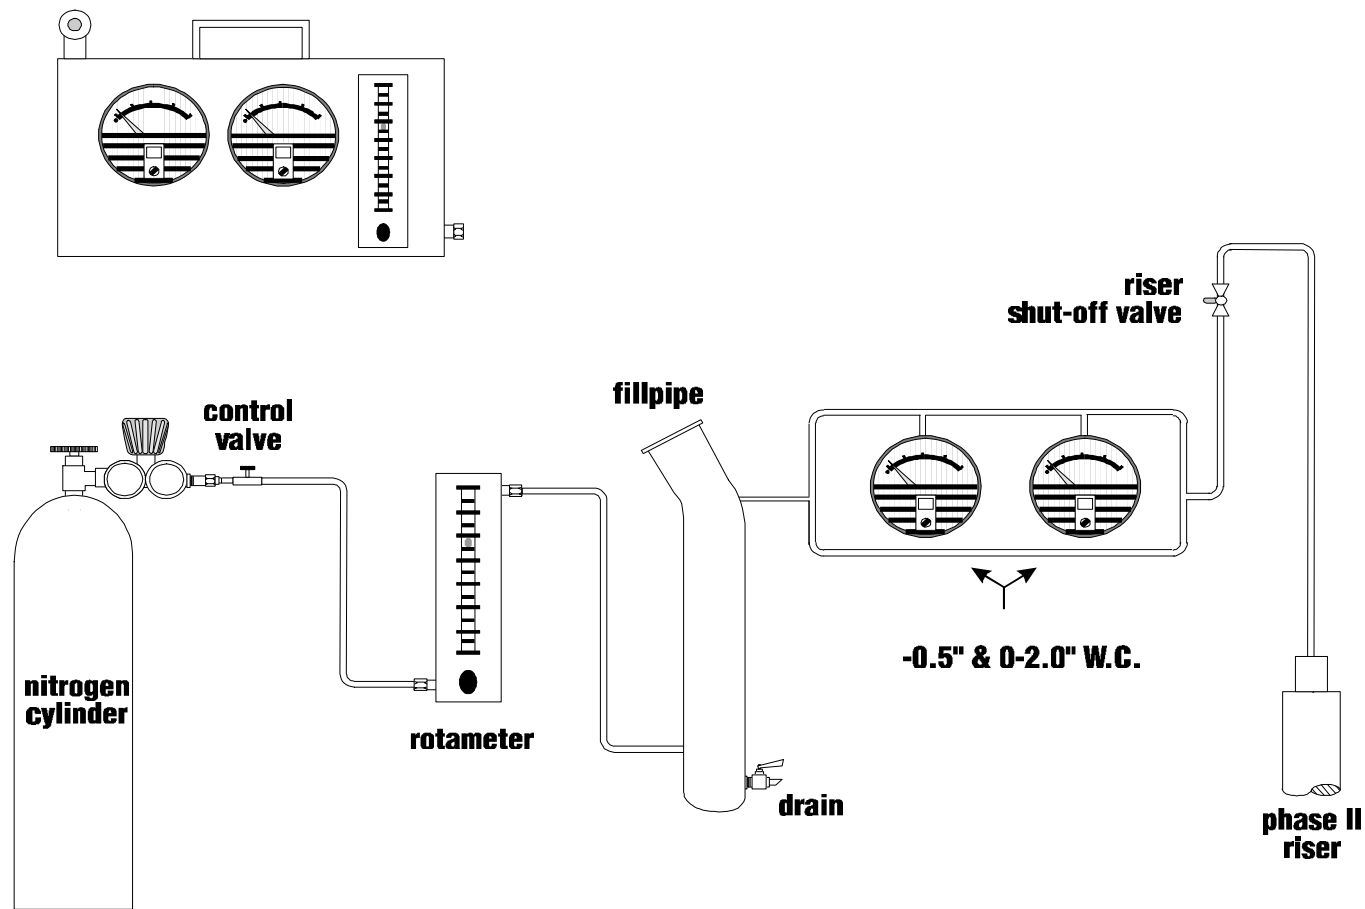 riser
shut-off valve
fillpipe
control
valve
-0.5" & 0-2.0" W.C.
nitrogen
cylinder
rotameter
drain
phase II
riser